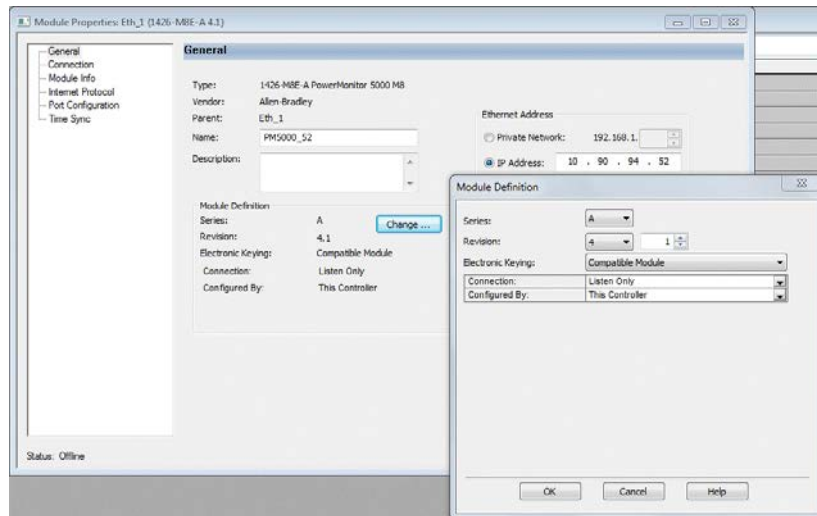 Module Properties: Eth_1 (1426-M8E-A 4.1)
General
Connection
Module Info
Internet Protocol
Port Configuration
Time Sync
General
Type: 1426-M8E-A PowerMonitor 5000 M8
Vendor: Allen-Bradley
Parent: Eth_1
Name: PM5000_52
Description:
Ethernet Address
Private Network: 192.168.1.
IP Address: 10 . 90 . 94 . 52
Module Definition
Series: A Change ...
Revision: 4.1
Electronic Keying: Compatible Module
Connection: Listen Only
Configured By: This Controller
Status: Offline
Module Definition
Series: A
Revision: 4 1
Electronic Keying: Compatible Module
Connection: Listen Only
Configured By: This Controller
OK Cancel Help